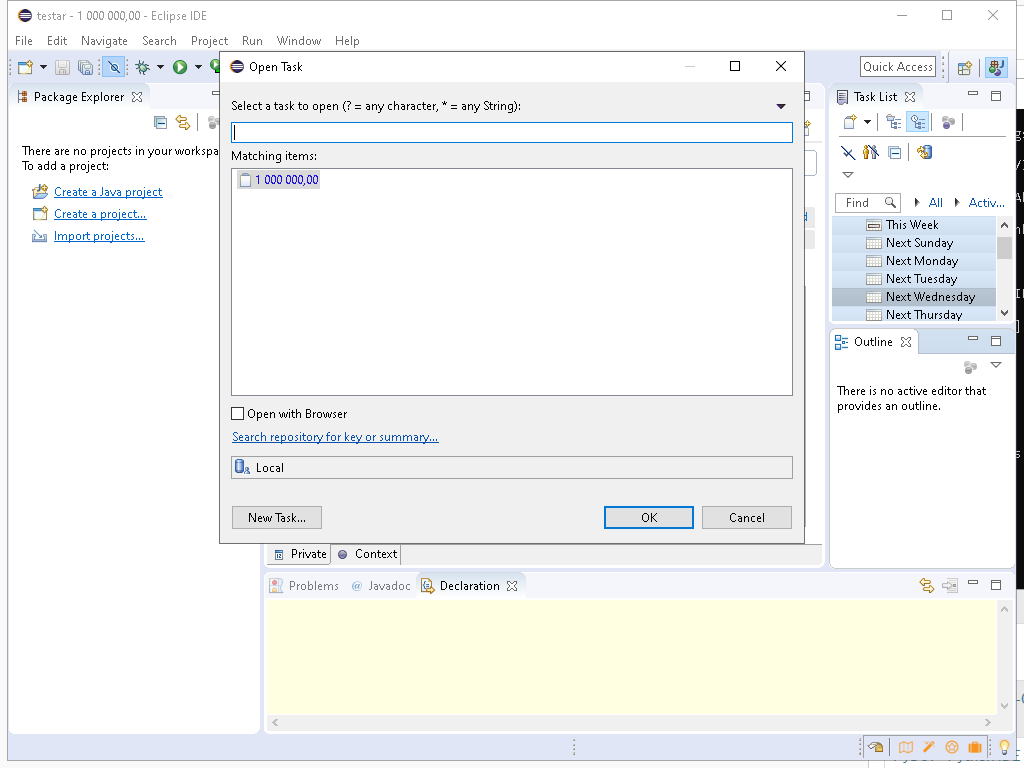 testar - 1 000 000,00 - Eclipse IDE
File Edit Navigate Search Project Run Window Help
Quick Access
Package Explorer
There are no projects in your workspa
To add a project:
Create a Java project
Create a project...
Import projects...
Open Task
Select a task to open (? = any character, * = any String):
Matching items:
1 000 000,00
Open with Browser
Search repository for key or summary...
Local
New Task...
OK
Cancel
Task List
Find
All
Activ...
This Week
Next Sunday
Next Monday
Next Tuesday
Next Wednesday
Next Thursday
Outline
There is no active editor that
provides an outline.
Private
Context
Problems
@ Javadoc
Declaration